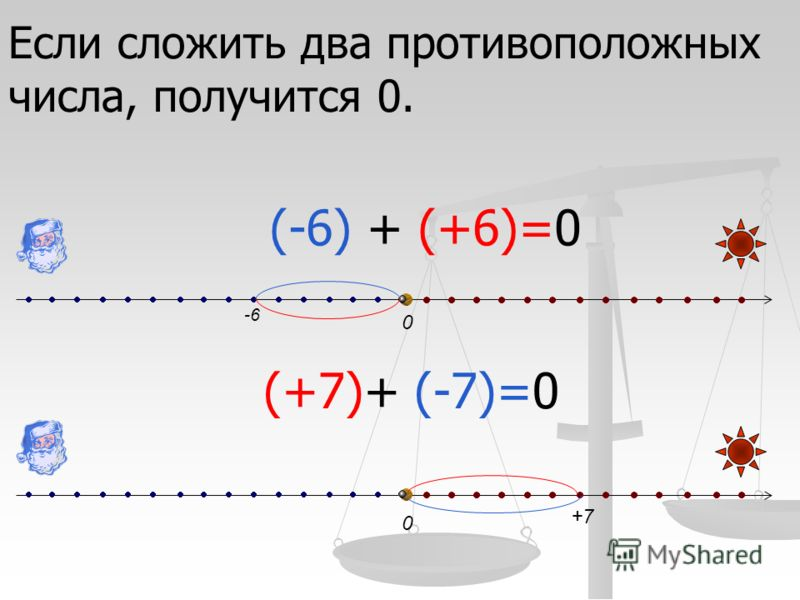 Если сложить два противоположных
числа, получится 0.
(-6) + (+6)=0
-6
0
(+7)+ (-7)=0
0
+7
MyShared